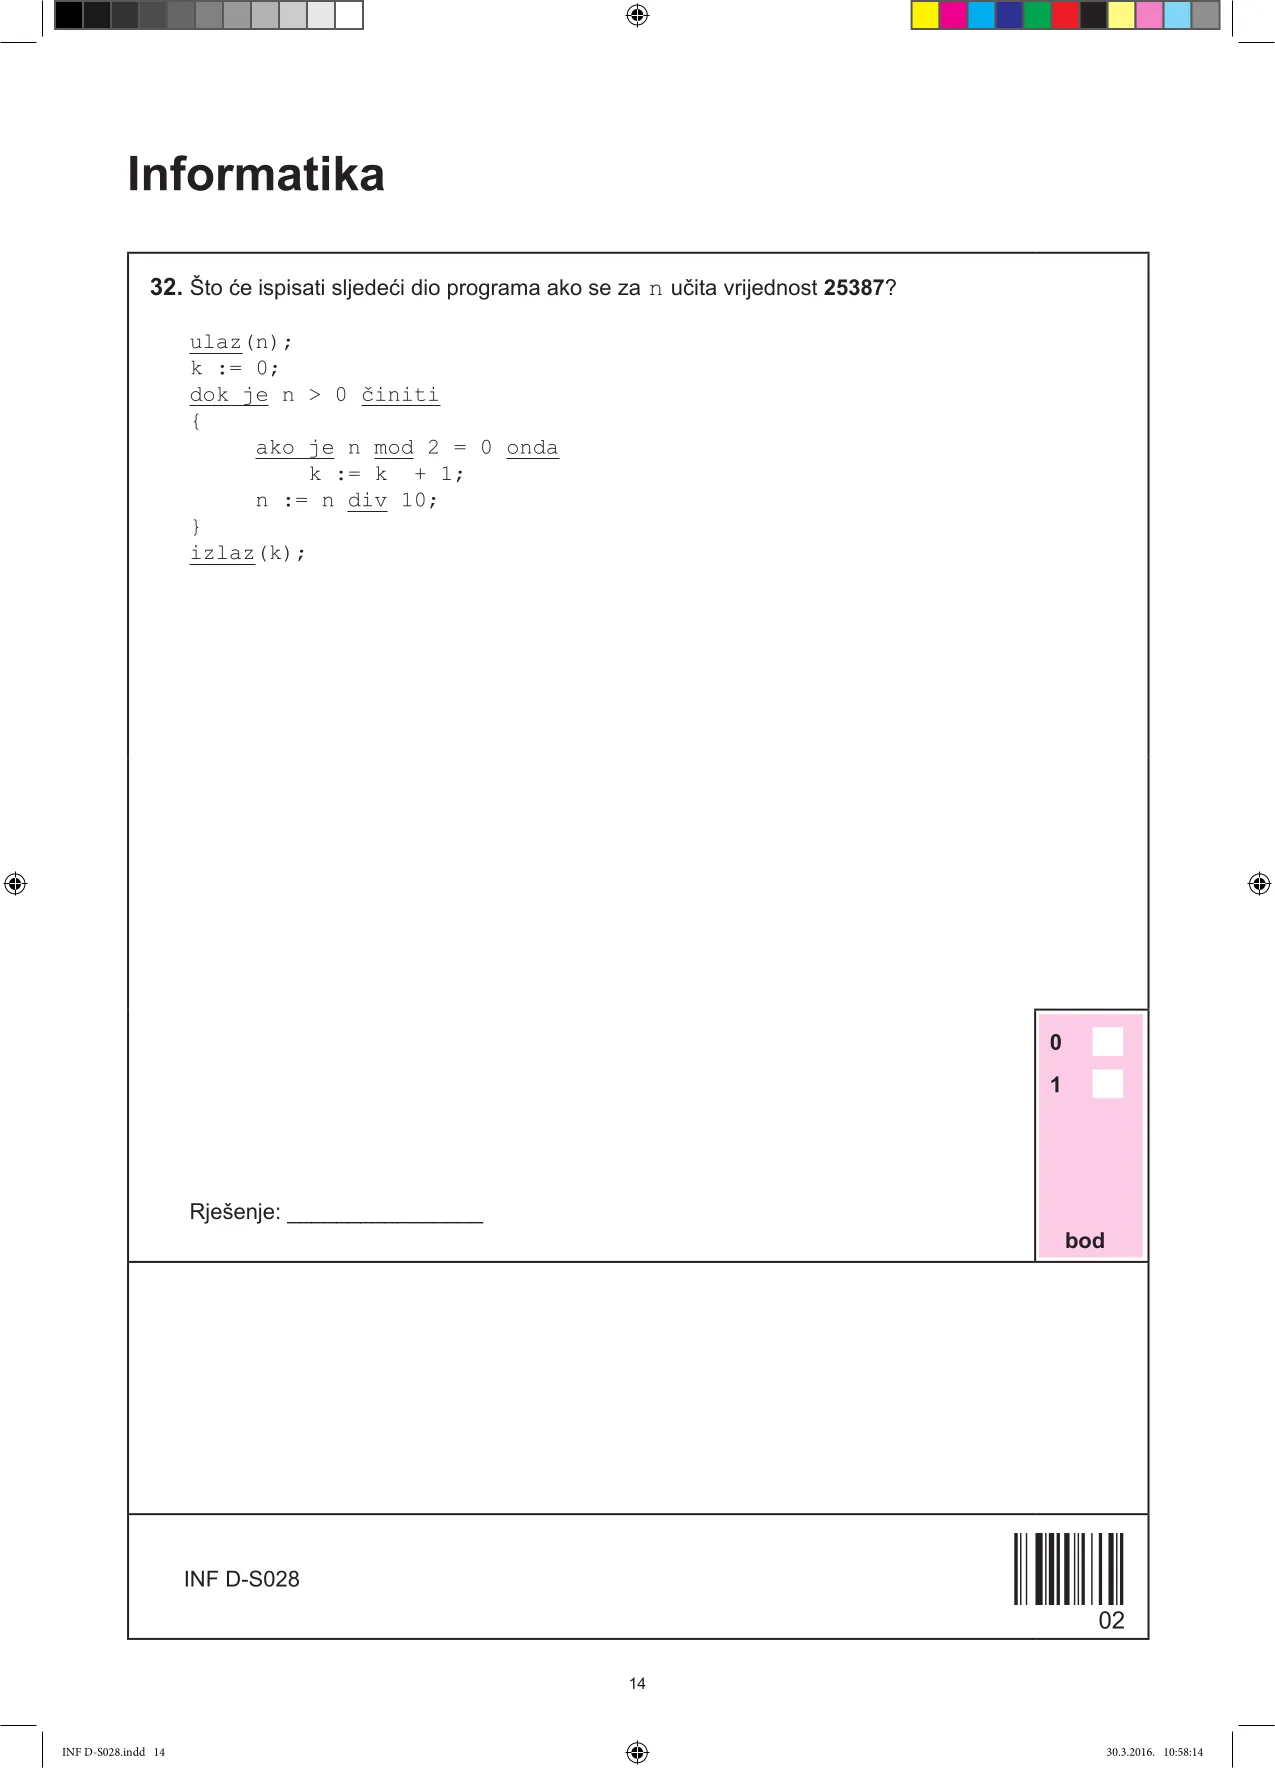 Informatika
32. Što će ispisati sljedeći dio programa ako se za n učita vrijednost 25387?
ulaz(n);
k := 0;
dok je n > 0 činiti
{
ako je n mod 2 = 0 onda
k := k  + 1;
n := n div 10;
}
izlaz(k);
0
1
Rješenje: ________________
bod
INF D-S028
02
14
INF D-S028.indd 14
30.3.2016. 10:58:14